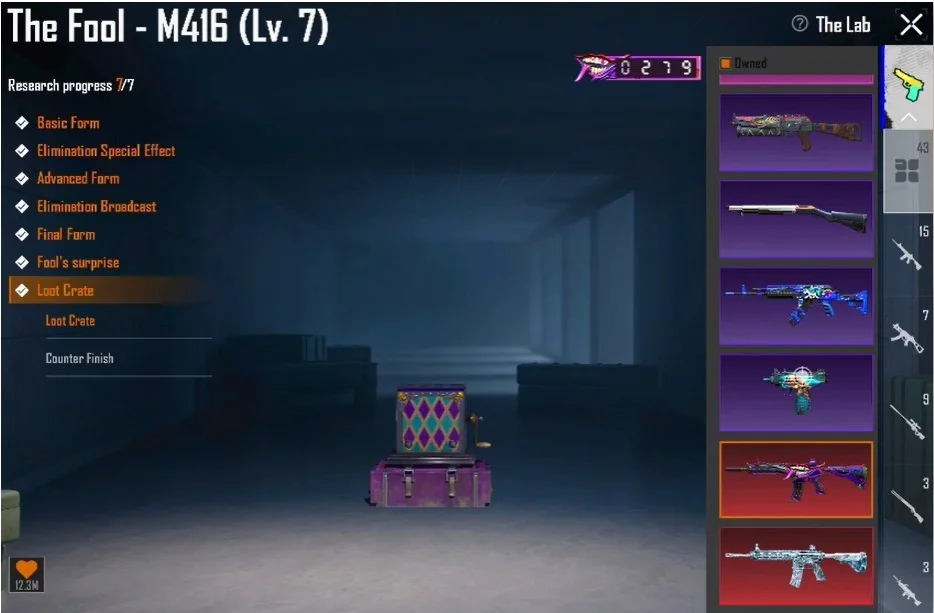 The Fool - M416 (Lv. 7)
? The Lab
0279
Owned
Research progress 7/7
Basic Form
Elimination Special Effect
Advanced Form
Elimination Broadcast
Final Form
Fool's surprise
Loot Crate
Loot Crate
Counter Finish
43
15
7
9
3
3
12.3M